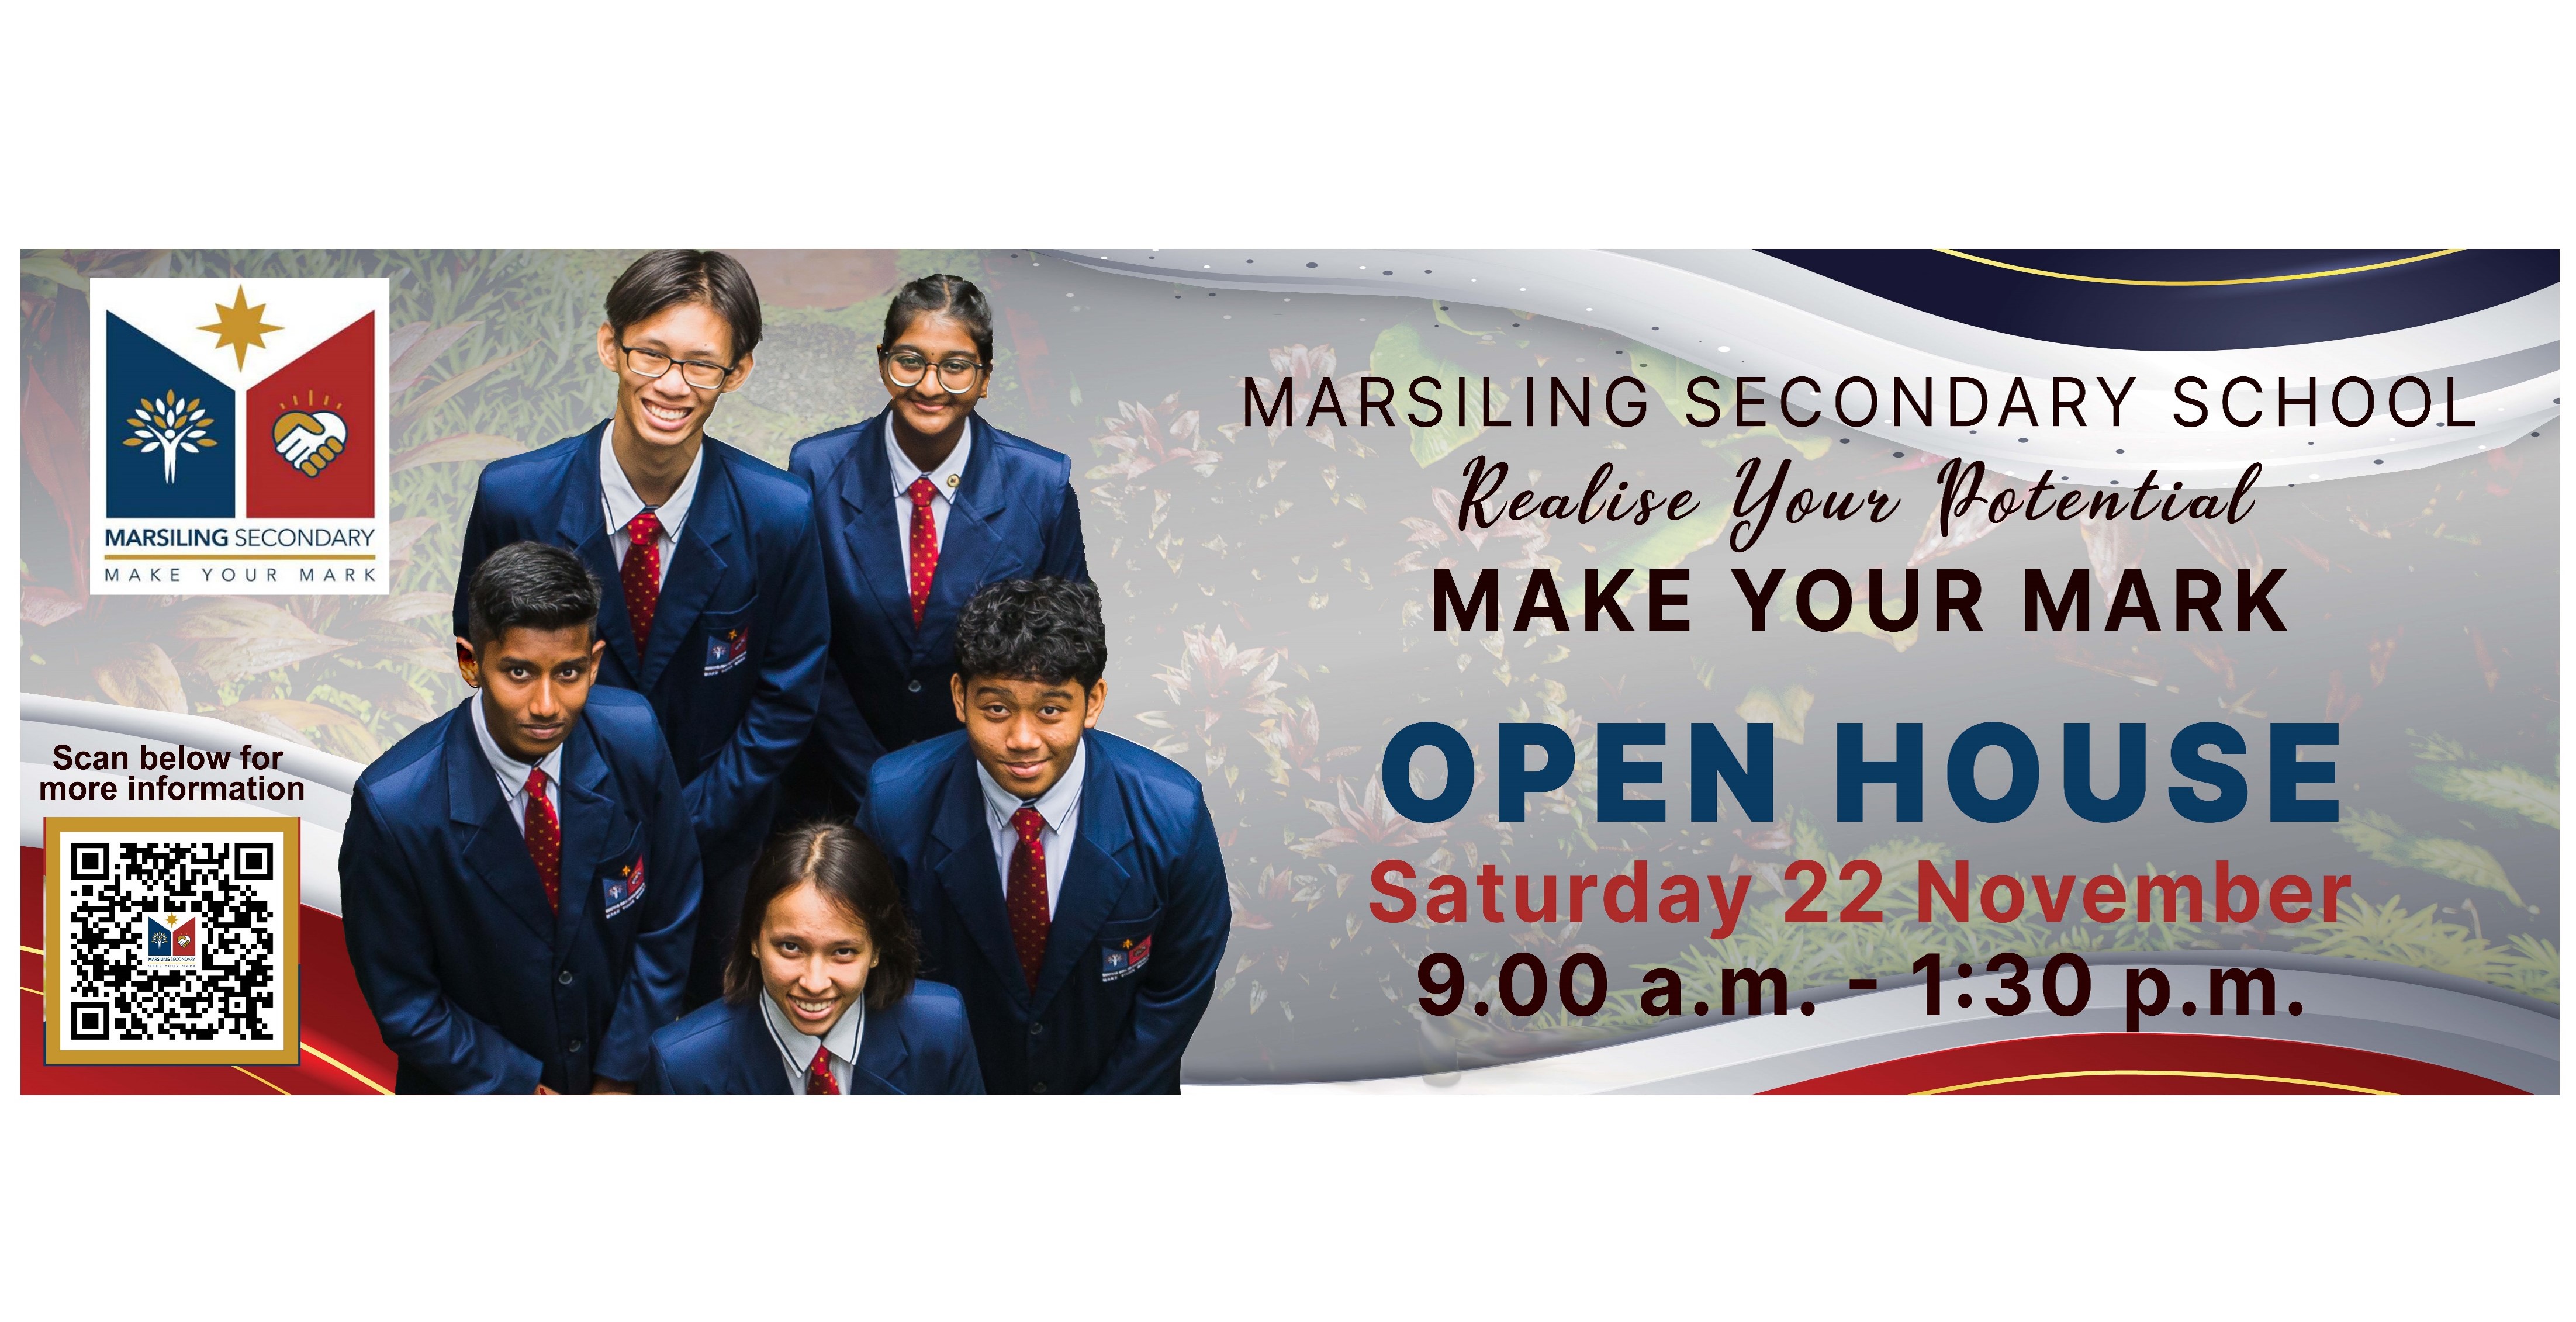 MARSILING SECONDARY
MAKE YOUR MARK
Scan below for
more information
MARSILING SECONDARY SCHOOL
Realise Your Potential
MAKE YOUR MARK
OPEN HOUSE
Saturday 22 November
9.00 a.m. - 1:30 p.m.